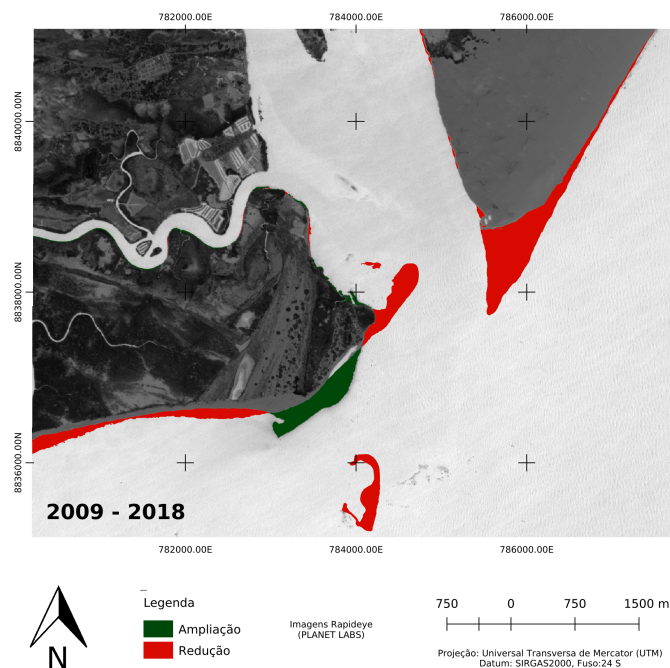 782000.00E 784000.00E 786000.00E
8840000.00N
8838000.00N
8836000.00N
2009 - 2018
782000.00E 784000.00E 786000.00E
Legenda
Ampliação
Redução
N
Imagens Rapideye
(PLANET LABS)
750 0 750 1500 m
Projeção: Universal Transversa de Mercator (UTM)
Datum: SIRGAS2000, Fuso:24 S